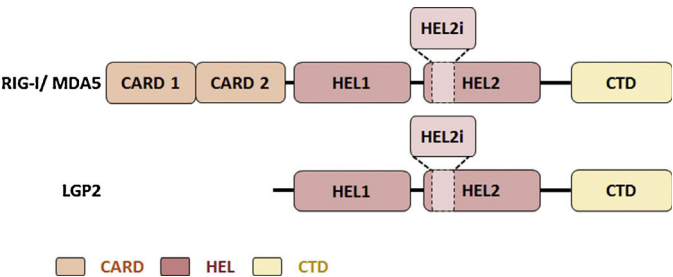 HEL2i
RIG-I/ MDA5 CARD 1 CARD 2 HEL1 HEL2 CTD
HEL2i
LGP2 HEL1 HEL2 CTD
CARD HEL CTD